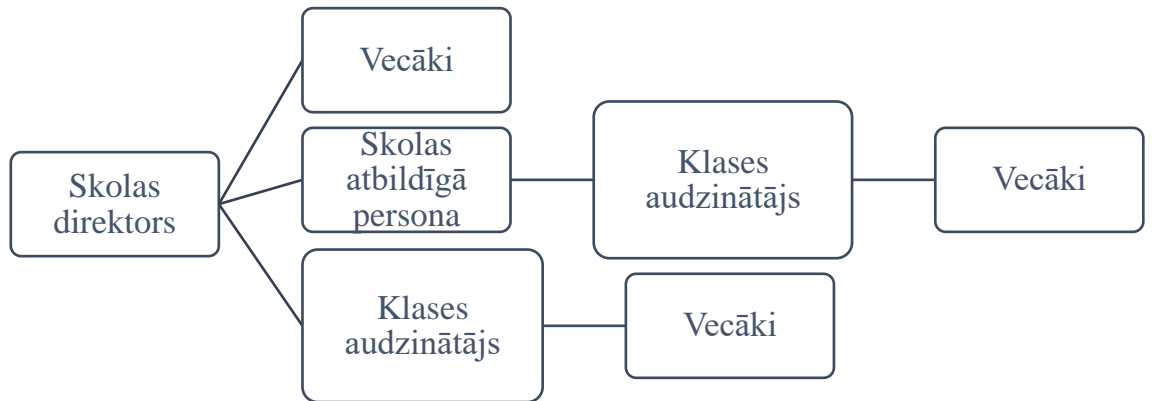 Skolas
direktors
Vecāki
Skolas
atbildīgā
persona
Klases
audzinātājs
Vecāki
Klases
audzinātājs
Vecāki